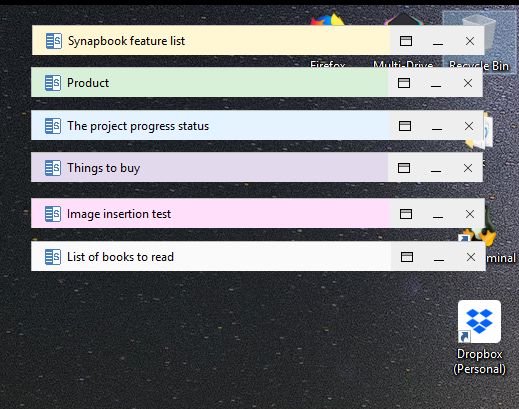 Synapbook feature list
Firefox
Multi-Drive
Recycle Bin
Product
The project progress status
Things to buy
Image insertion test
List of books to read
minal
Dropbox
(Personal)